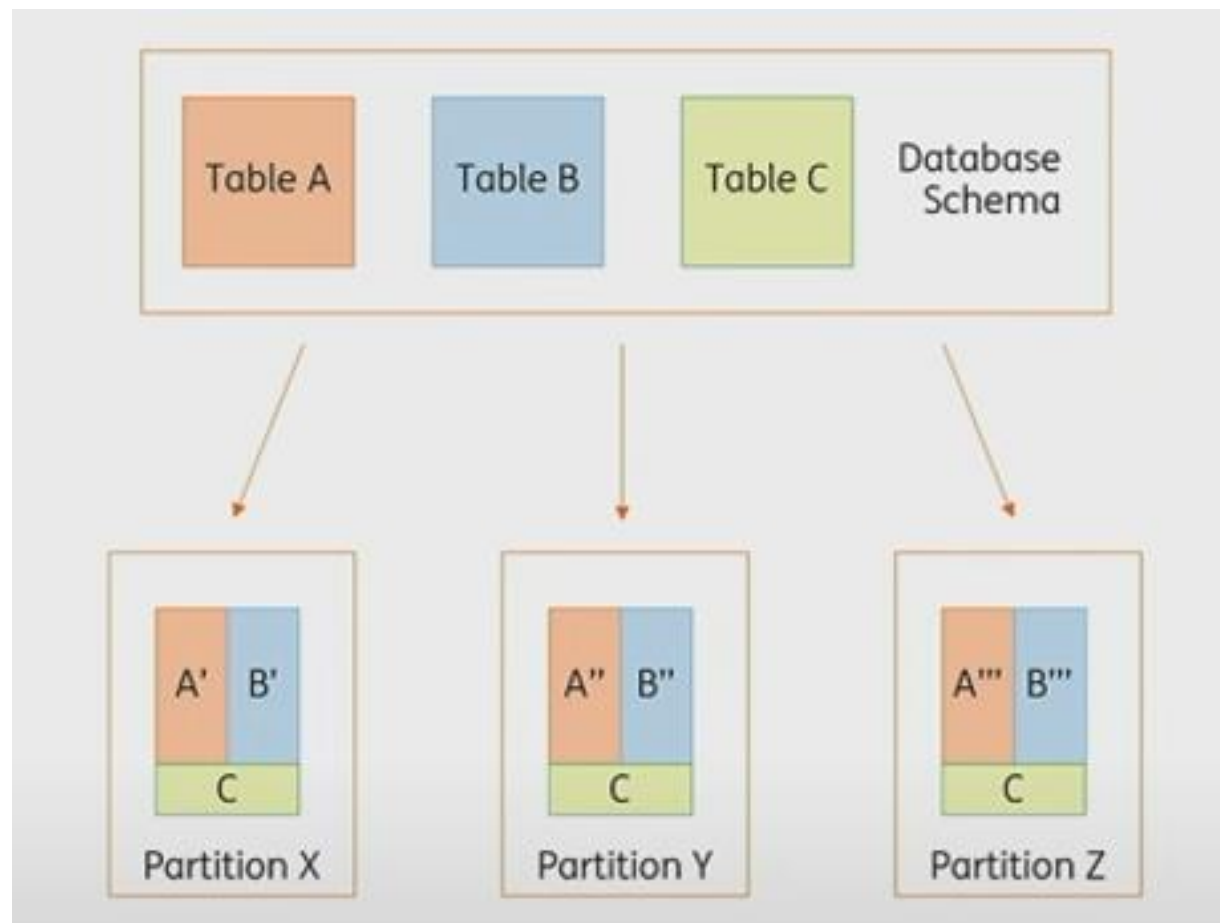 Table A
Table B
Table C
Database
Schema
A'
B'
C
Partition X
A''
B''
C
Partition Y
A'''
B'''
C
Partition Z